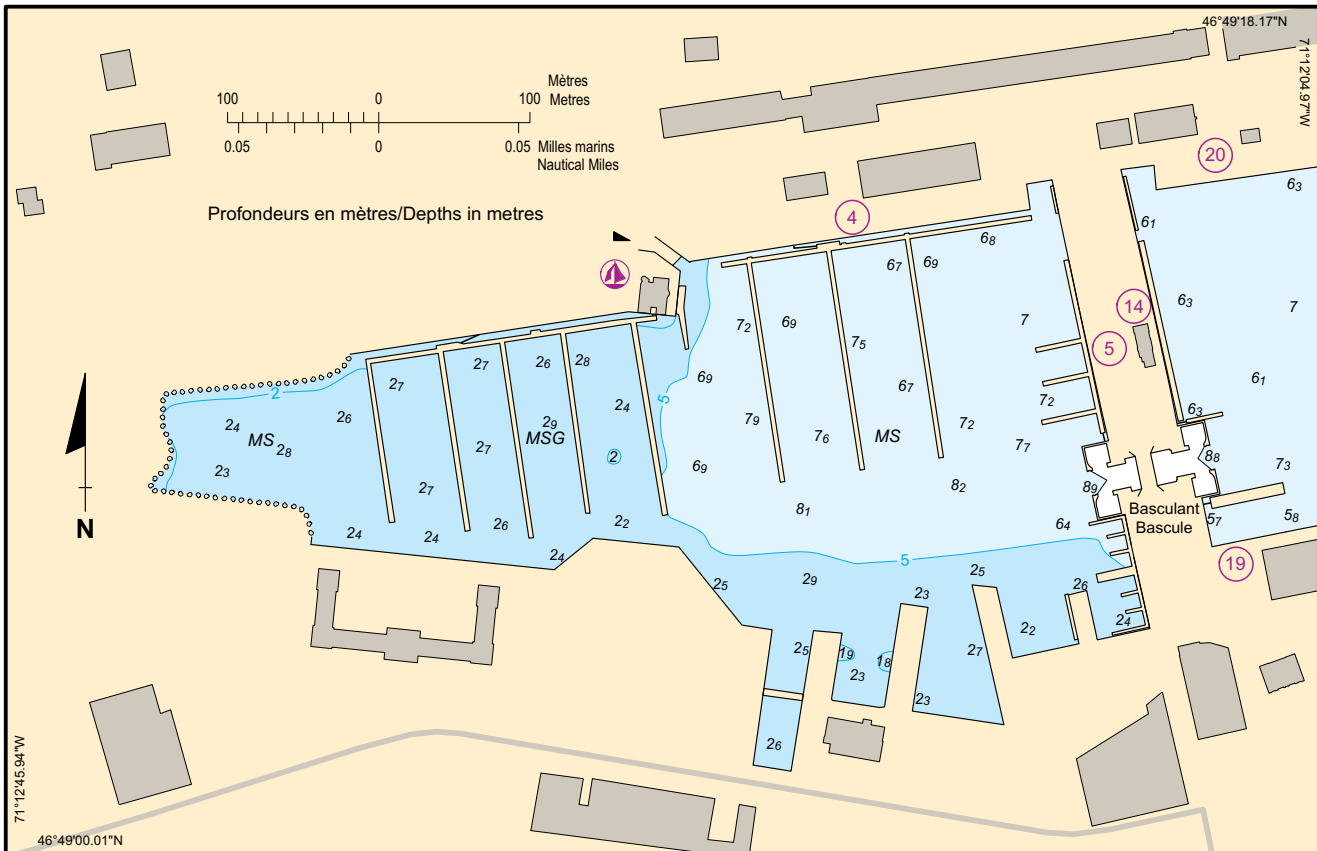 46°49'18.17"N
71°12'04.97"W
Mètres
100 0 100 Metres
0.05 0 0.05 Milles marins
Nautical Miles
20
6₃
Profondeurs en mètres/Depths in metres
4
6₁
6₈
6₇ 6₉
14
6₃ 7
7₂ 6₉ 7
7₅ 5
2₇ 2₇ 2₆ 2₈
6₉ 6₇ 7₂ 6₁
2 5
2₆ 2₄ 6₃
2₄ 2₉ 7₉ 7₂
MS 2₈ 2₇ MSG 7₆ MS 7₇
2₃ 2 6₉ 8₈ 7₃
2₇ 8₂ 8₉
8₁ Basculant
Bascule
N 2₆ 2₂ 6₄ 5₇ 5₈
2₄ 2₄ 2₄ 5
19
2₅ 2₉ 2₅ 2₆
2₃ 2₄
2₂
2₅ 1₉ 1₈ 2₇
2₃ 2₃
2₆
71°12'45.94"W
46°49'00.01"N